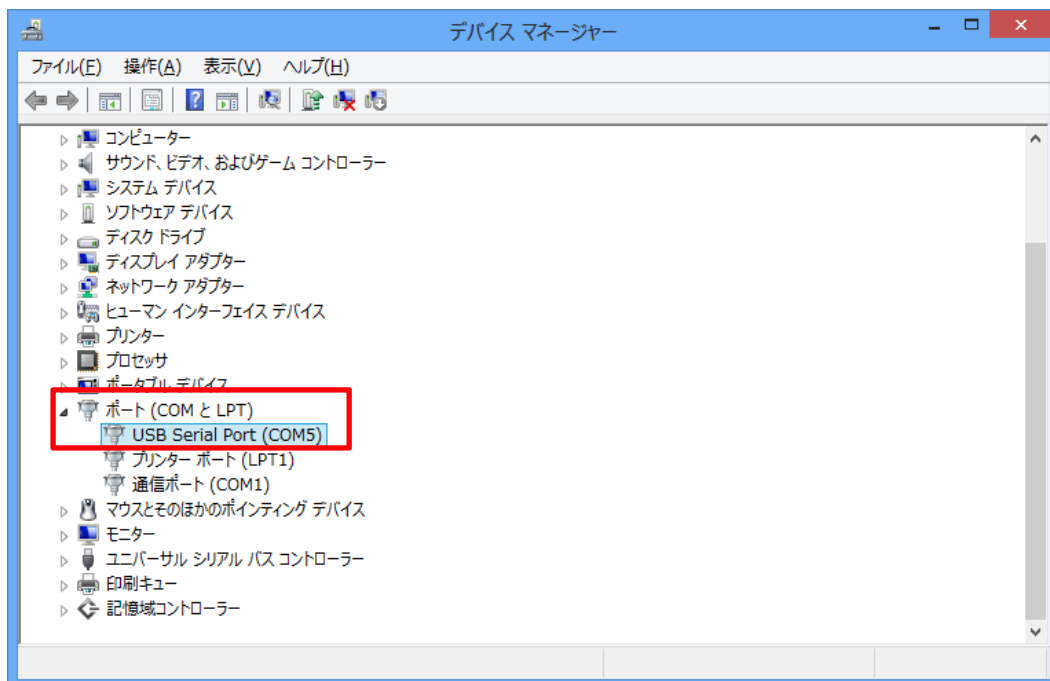 デバイス マネージャー
ファイル(F) 操作(A) 表示(V) ヘルプ(H)
コンピューター
サウンド、ビデオ、およびゲーム コントローラー
システム デバイス
ソフトウェア デバイス
ディスク ドライブ
ディスプレイ アダプター
ネットワーク アダプター
ヒューマン インターフェイス デバイス
プリンター
プロセッサ
ポータブル デバイス
ポート (COM と LPT)
USB Serial Port (COM5)
プリンター ポート (LPT1)
通信ポート (COM1)
マウスとそのほかのポインティング デバイス
モニター
ユニバーサル シリアル バス コントローラー
印刷キュー
記憶域コントローラー